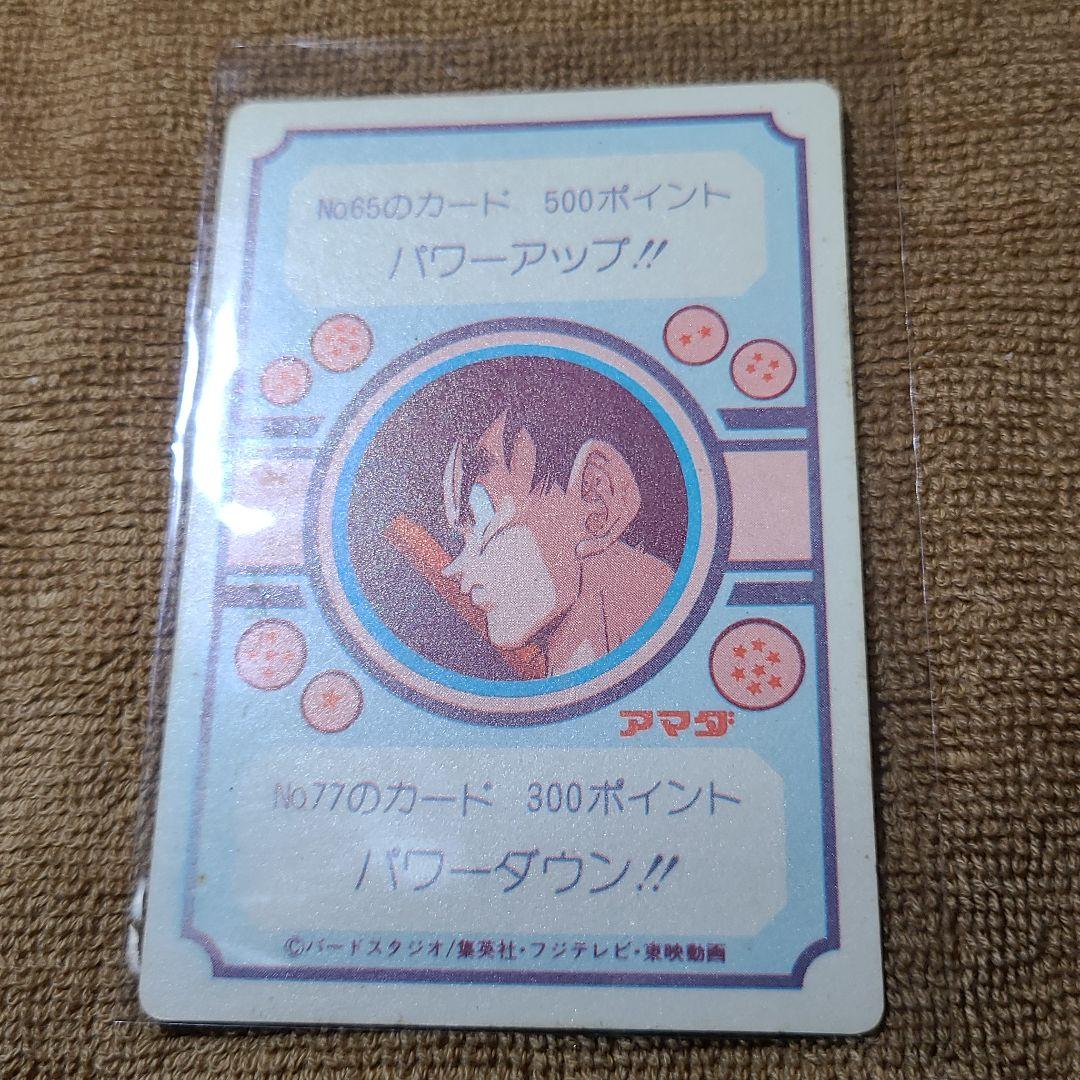 No65のカード 500ポイント
パワーアップ!!
アマダ
No77のカード 300ポイント
パワーダウン!!
©バードスタジオ/集英社・フジテレビ・東映動画